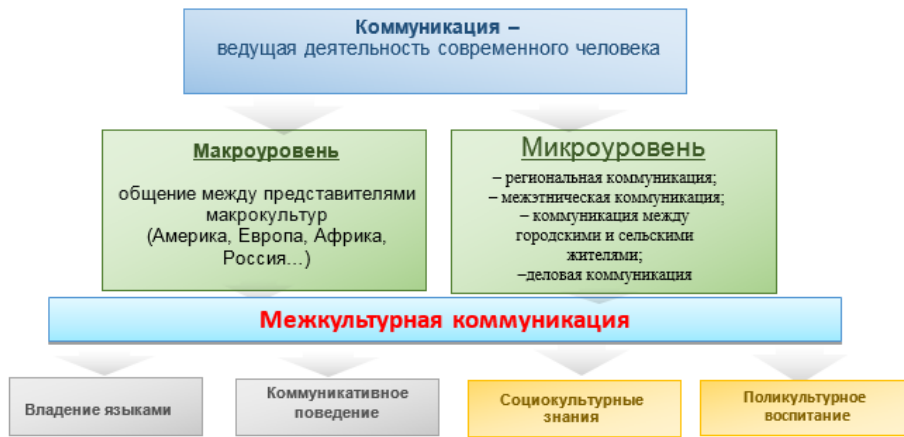 Коммуникация –
ведущая деятельность современного человека
Макроуровень
общение между представителями
макрокультур
(Америка, Европа, Африка,
Россия…)
Микроуровень
– региональная коммуникация;
– межэтническая коммуникация;
– коммуникация между
городскими и сельскими
жителями;
–деловая коммуникация
Межкультурная коммуникация
Владение языками
Коммуникативное
поведение
Социокультурные
знания
Поликультурное
воспитание